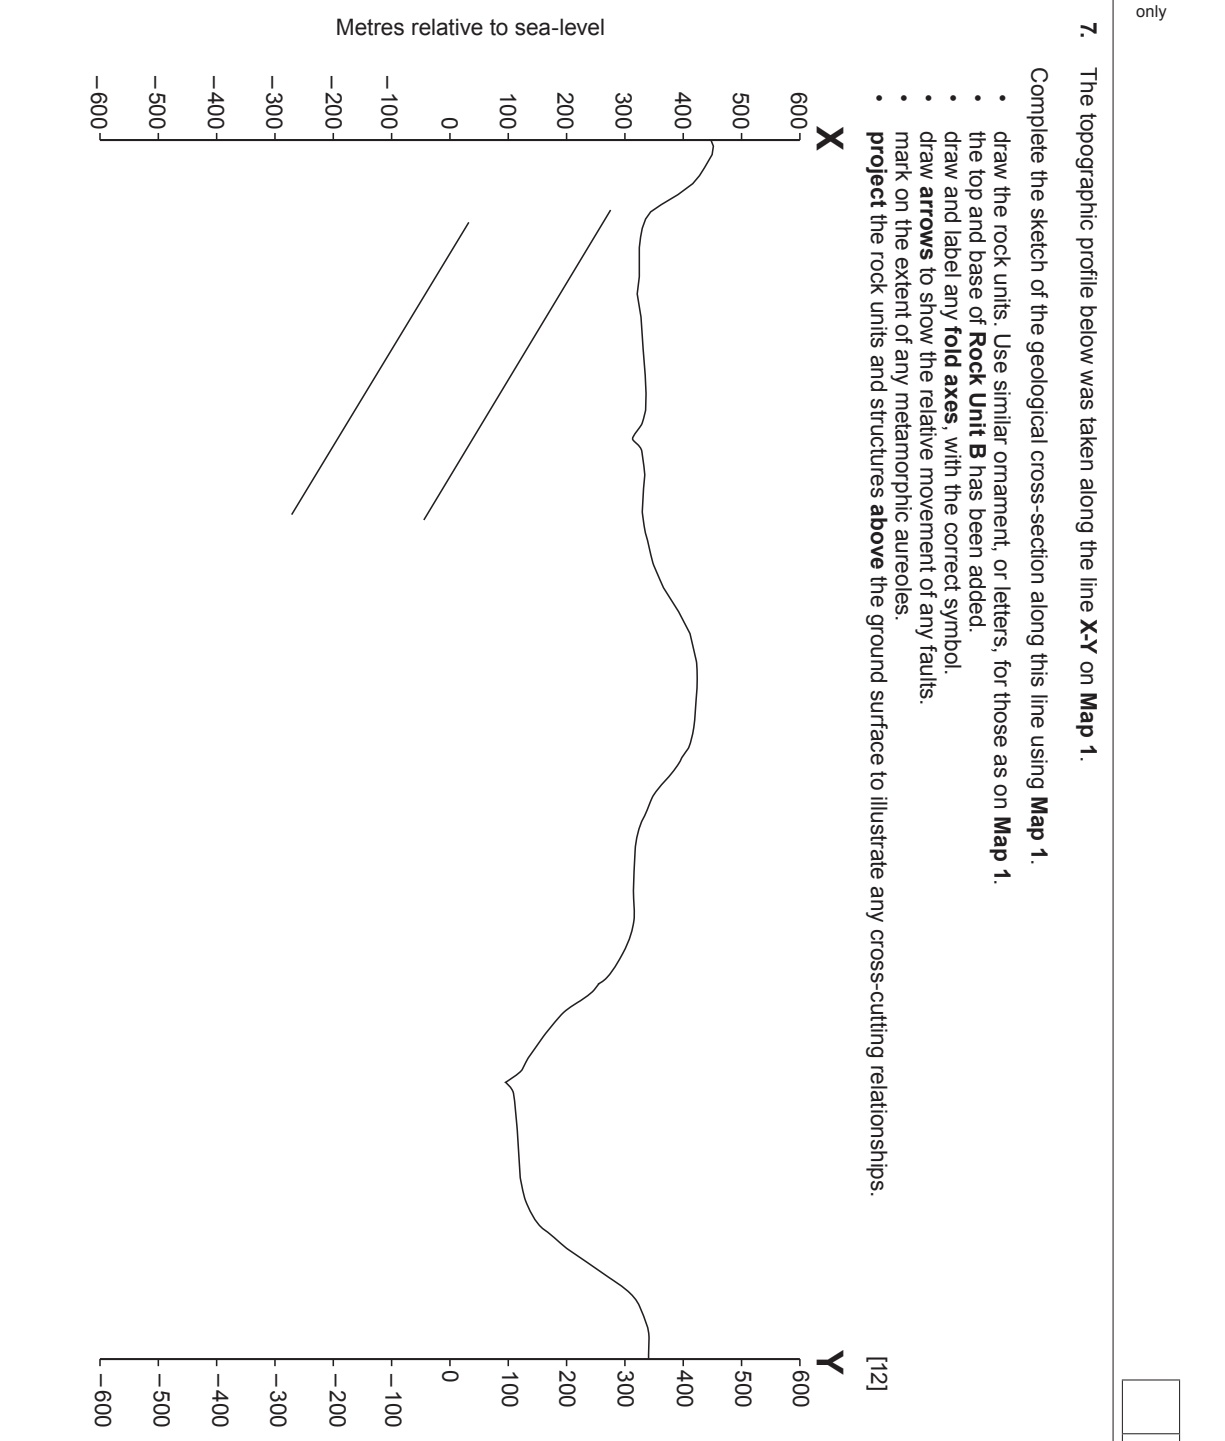 only
7. The topographic profile below was taken along the line X-Y on Map 1.
Complete the sketch of the geological cross-section along this line using Map 1.
• draw the rock units. Use similar ornament, or letters, for those as on Map 1.
• the top and base of Rock Unit B has been added.
• draw and label any fold axes, with the correct symbol.
• draw arrows to show the relative movement of any faults.
• mark on the extent of any metamorphic aureoles.
• project the rock units and structures above the ground surface to illustrate any cross-cutting relationships.
[12]
X
Y
600
500
400
300
200
100
0
−100
−200
−300
−400
−500
−600
Metres relative to sea-level
600
500
400
300
200
100
0
−100
−200
−300
−400
−500
−600